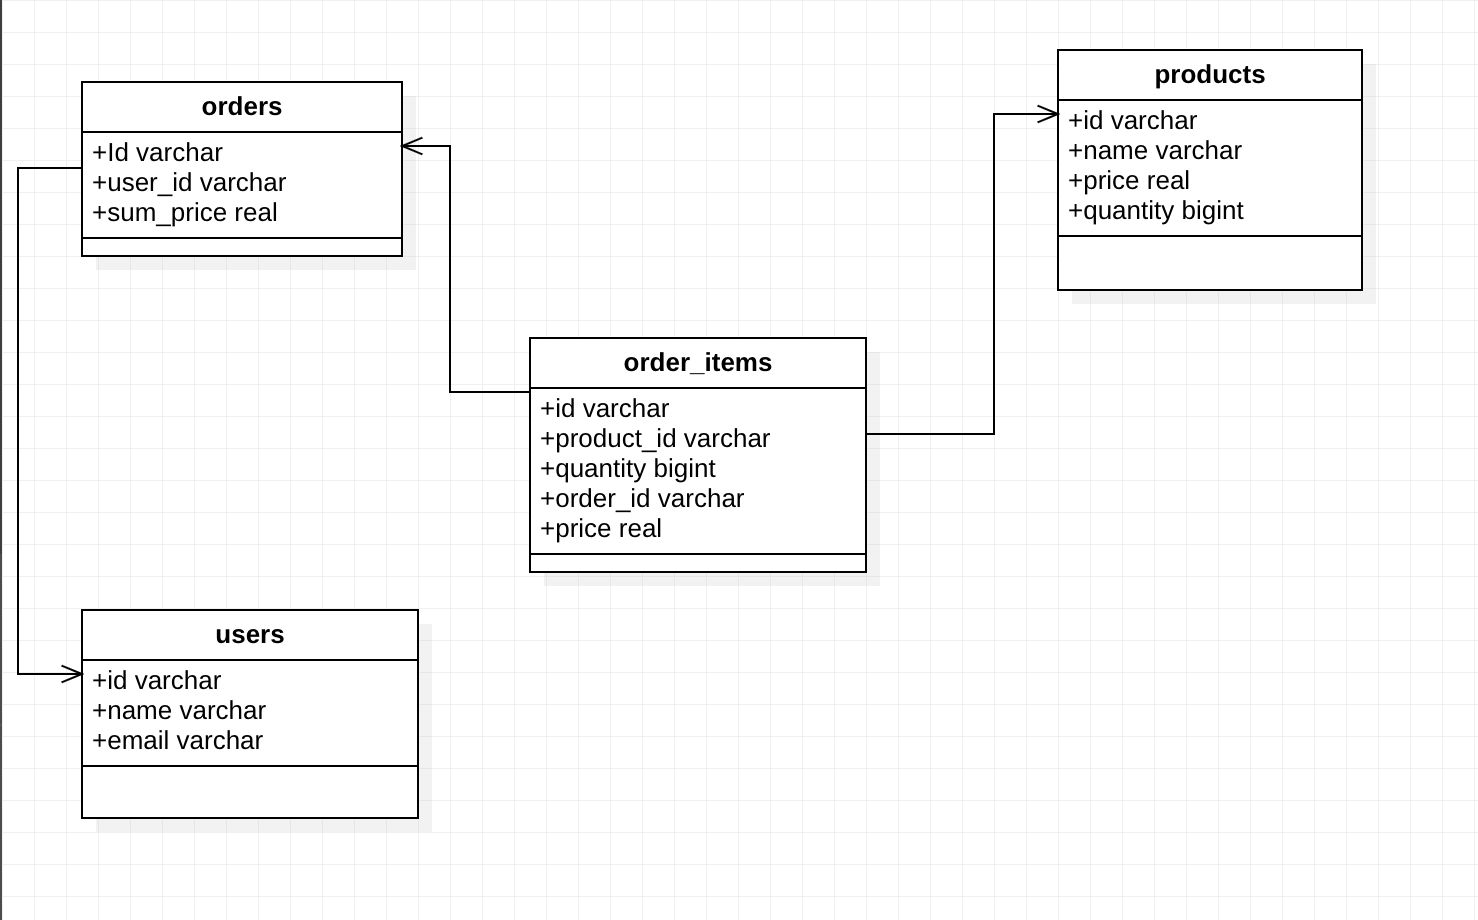 orders
+Id varchar
+user_id varchar
+sum_price real
products
+id varchar
+name varchar
+price real
+quantity bigint
order_items
+id varchar
+product_id varchar
+quantity bigint
+order_id varchar
+price real
users
+id varchar
+name varchar
+email varchar